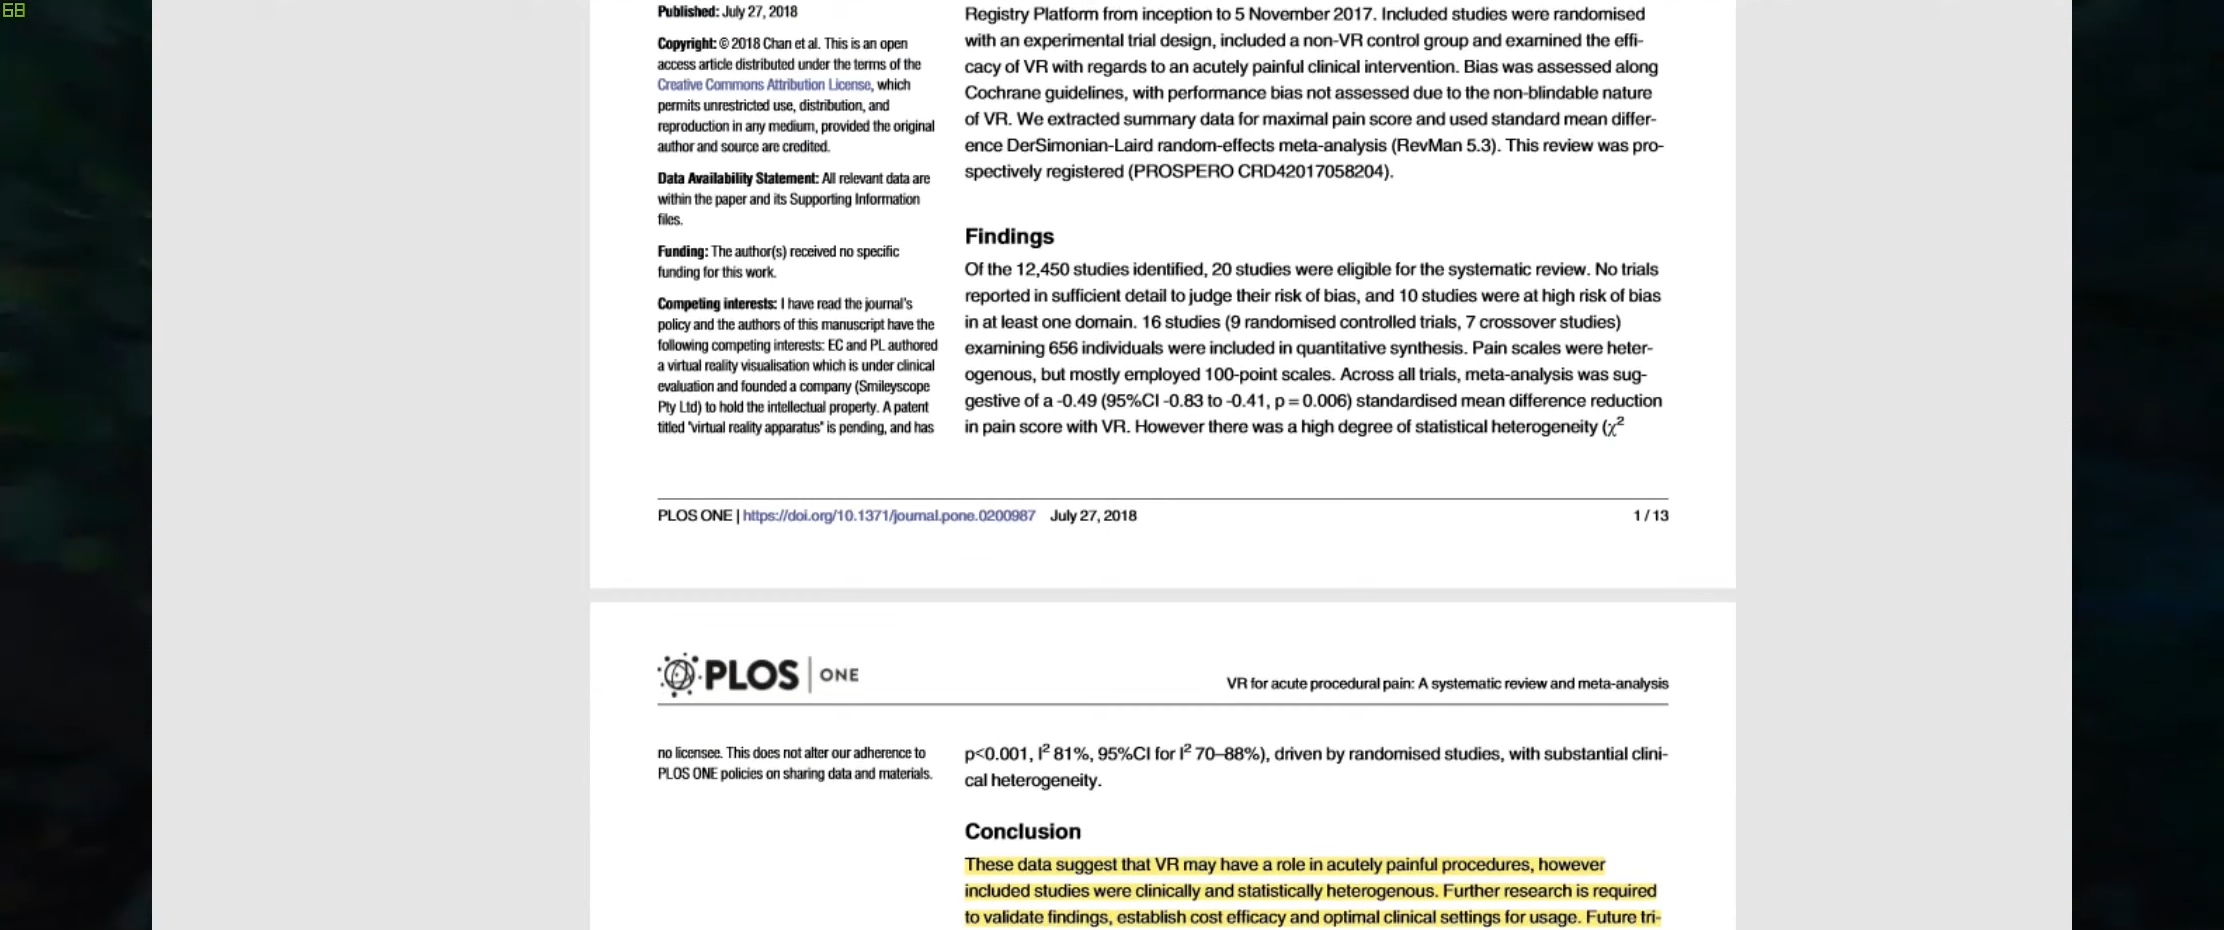 68
Published: July 27, 2018
Copyright: © 2018 Chan et al. This is an open
access article distributed under the terms of the
Creative Commons Attribution License, which
permits unrestricted use, distribution, and
reproduction in any medium, provided the original
author and source are credited.
Data Availability Statement: All relevant data are
within the paper and its Supporting Information
files.
Funding: The author(s) received no specific
funding for this work.
Competing interests: I have read the journal's
policy and the authors of this manuscript have the
following competing interests: EC and PL authored
a virtual reality visualisation which is under clinical
evaluation and founded a company (Smileyscope
Pty Ltd) to hold the intellectual property. A patent
titled "virtual reality apparatus" is pending, and has
Registry Platform from inception to 5 November 2017. Included studies were randomised
with an experimental trial design, included a non-VR control group and examined the effi-
cacy of VR with regards to an acutely painful clinical intervention. Bias was assessed along
Cochrane guidelines, with performance bias not assessed due to the non-blindable nature
of VR. We extracted summary data for maximal pain score and used standard mean differ-
ence DerSimonian-Laird random-effects meta-analysis (RevMan 5.3). This review was pro-
spectively registered (PROSPERO CRD42017058204).
Findings
Of the 12,450 studies identified, 20 studies were eligible for the systematic review. No trials
reported in sufficient detail to judge their risk of bias, and 10 studies were at high risk of bias
in at least one domain. 16 studies (9 randomised controlled trials, 7 crossover studies)
examining 656 individuals were included in quantitative synthesis. Pain scales were heter-
ogenous, but mostly employed 100-point scales. Across all trials, meta-analysis was sug-
gestive of a -0.49 (95%CI -0.83 to -0.41, p = 0.006) standardised mean difference reduction
in pain score with VR. However there was a high degree of statistical heterogeneity (χ²
PLOS ONE | https://doi.org/10.1371/journal.pone.0200987 July 27, 2018 1 / 13
PLOS | ONE
VR for acute procedural pain: A systematic review and meta-analysis
no licensee. This does not alter our adherence to
PLOS ONE policies on sharing data and materials.
p<0.001, I² 81%, 95%CI for I² 70–88%), driven by randomised studies, with substantial clini-
cal heterogeneity.
Conclusion
These data suggest that VR may have a role in acutely painful procedures, however
included studies were clinically and statistically heterogenous. Further research is required
to validate findings, establish cost efficacy and optimal clinical settings for usage. Future tri-